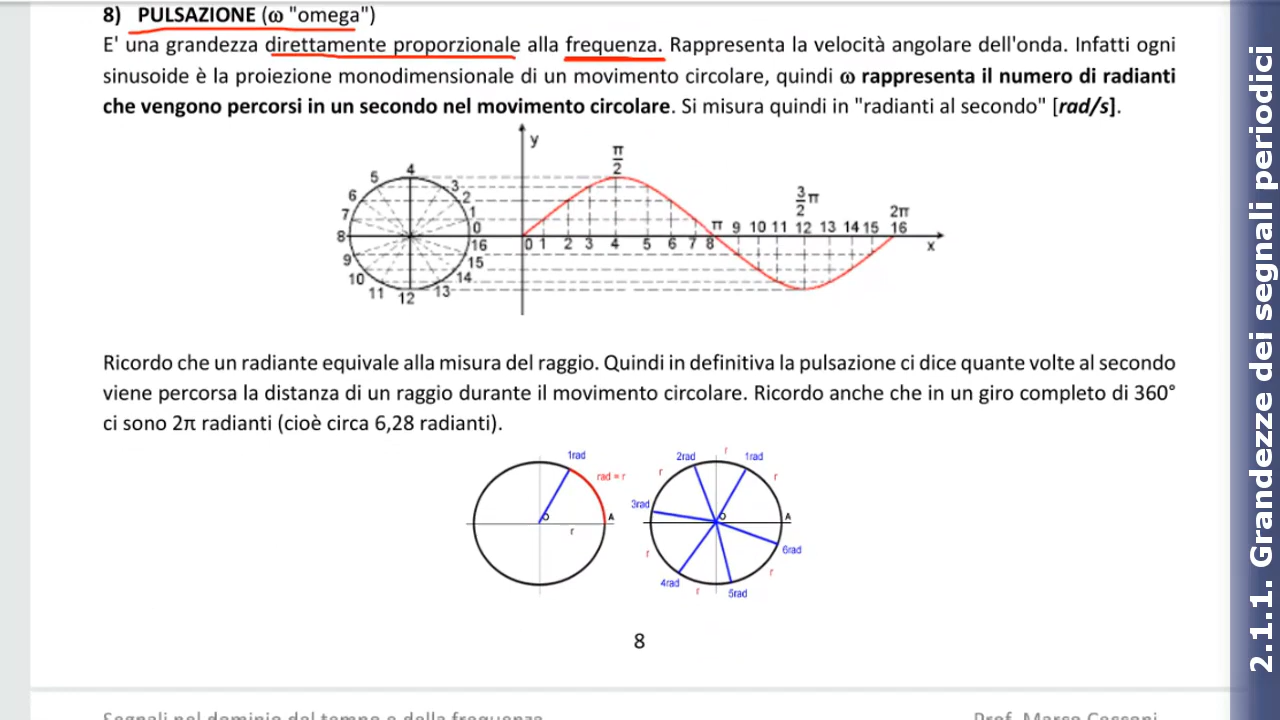 8) PULSAZIONE (ω "omega")
E' una grandezza direttamente proporzionale alla frequenza. Rappresenta la velocità angolare dell'onda. Infatti ogni
sinusoide è la proiezione monodimensionale di un movimento circolare, quindi ω rappresenta il numero di radianti
che vengono percorsi in un secondo nel movimento circolare. Si misura quindi in "radianti al secondo" [rad/s].
y
π/2
3/2 π
2π
4
5 3
6 2
7 1
8 0
16
9 15
10 14
11 12 13
0 1 2 3 4 5 6 7 8
π 9 10 11 12 13 14 15 16
x
Ricordo che un radiante equivale alla misura del raggio. Quindi in definitiva la pulsazione ci dice quante volte al secondo
viene percorsa la distanza di un raggio durante il movimento circolare. Ricordo anche che in un giro completo di 360°
ci sono 2π radianti (cioè circa 6,28 radianti).
1rad
rad = r
O
A
r
2rad
r
1rad
r
r
3rad
O
A
6rad
r
r
4rad
r
5rad
8
Segnali nel dominio del tempo e della frequenza
Prof. Marco Cesconi
2.1.1. Grandezze dei segnali periodici